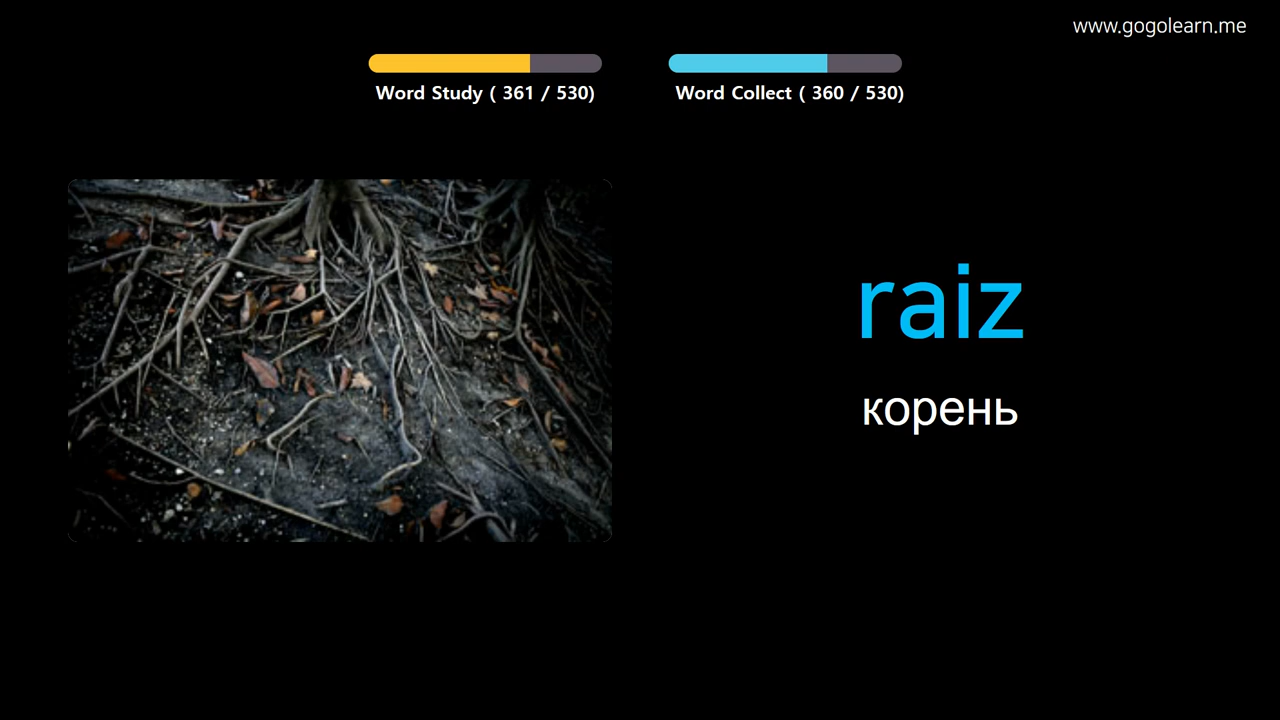 www.gogolearn.me
Word Study ( 361 / 530)
Word Collect ( 360 / 530)
raiz
корень